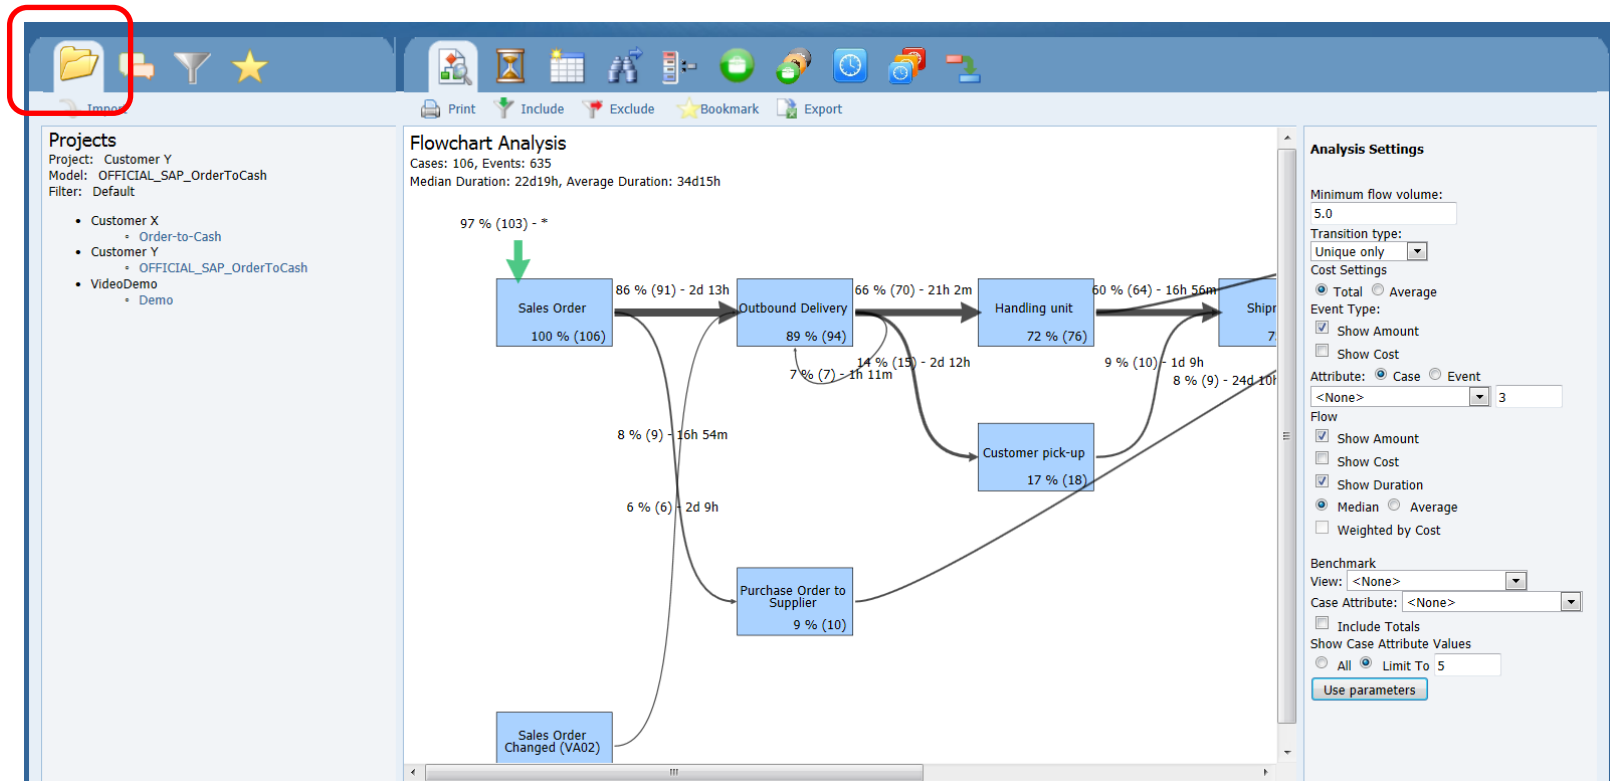 Import
Print
Include
Exclude
Bookmark
Export
Projects
Project: Customer Y
Model: OFFICIAL_SAP_OrderToCash
Filter: Default
• Customer X
◦ Order-to-Cash
• Customer Y
◦ OFFICIAL_SAP_OrderToCash
• VideoDemo
◦ Demo
Flowchart Analysis
Cases: 106, Events: 635
Median Duration: 22d19h, Average Duration: 34d15h
97 % (103) - *
Sales Order
100 % (106)
86 % (91) - 2d 13h
Outbound Delivery
89 % (94)
66 % (70) - 21h 2m
Handling unit
72 % (76)
60 % (64) - 16h 56m
14 % (15) - 2d 12h
7 % (7) - 1h 11m
9 % (10) - 1d 9h
8 % (9) - 24d 10h
8 % (9) - 16h 54m
Customer pick-up
17 % (18)
6 % (6) - 2d 9h
Purchase Order to
Supplier
9 % (10)
Sales Order
Changed (VA02)
Analysis Settings
Minimum flow volume:
5.0
Transition type:
Unique only
Cost Settings
Total Average
Event Type:
Show Amount
Show Cost
Attribute: Case Event
<None> 3
Flow
Show Amount
Show Cost
Show Duration
Median Average
Weighted by Cost
Benchmark
View: <None>
Case Attribute: <None>
Include Totals
Show Case Attribute Values
All Limit To 5
Use parameters